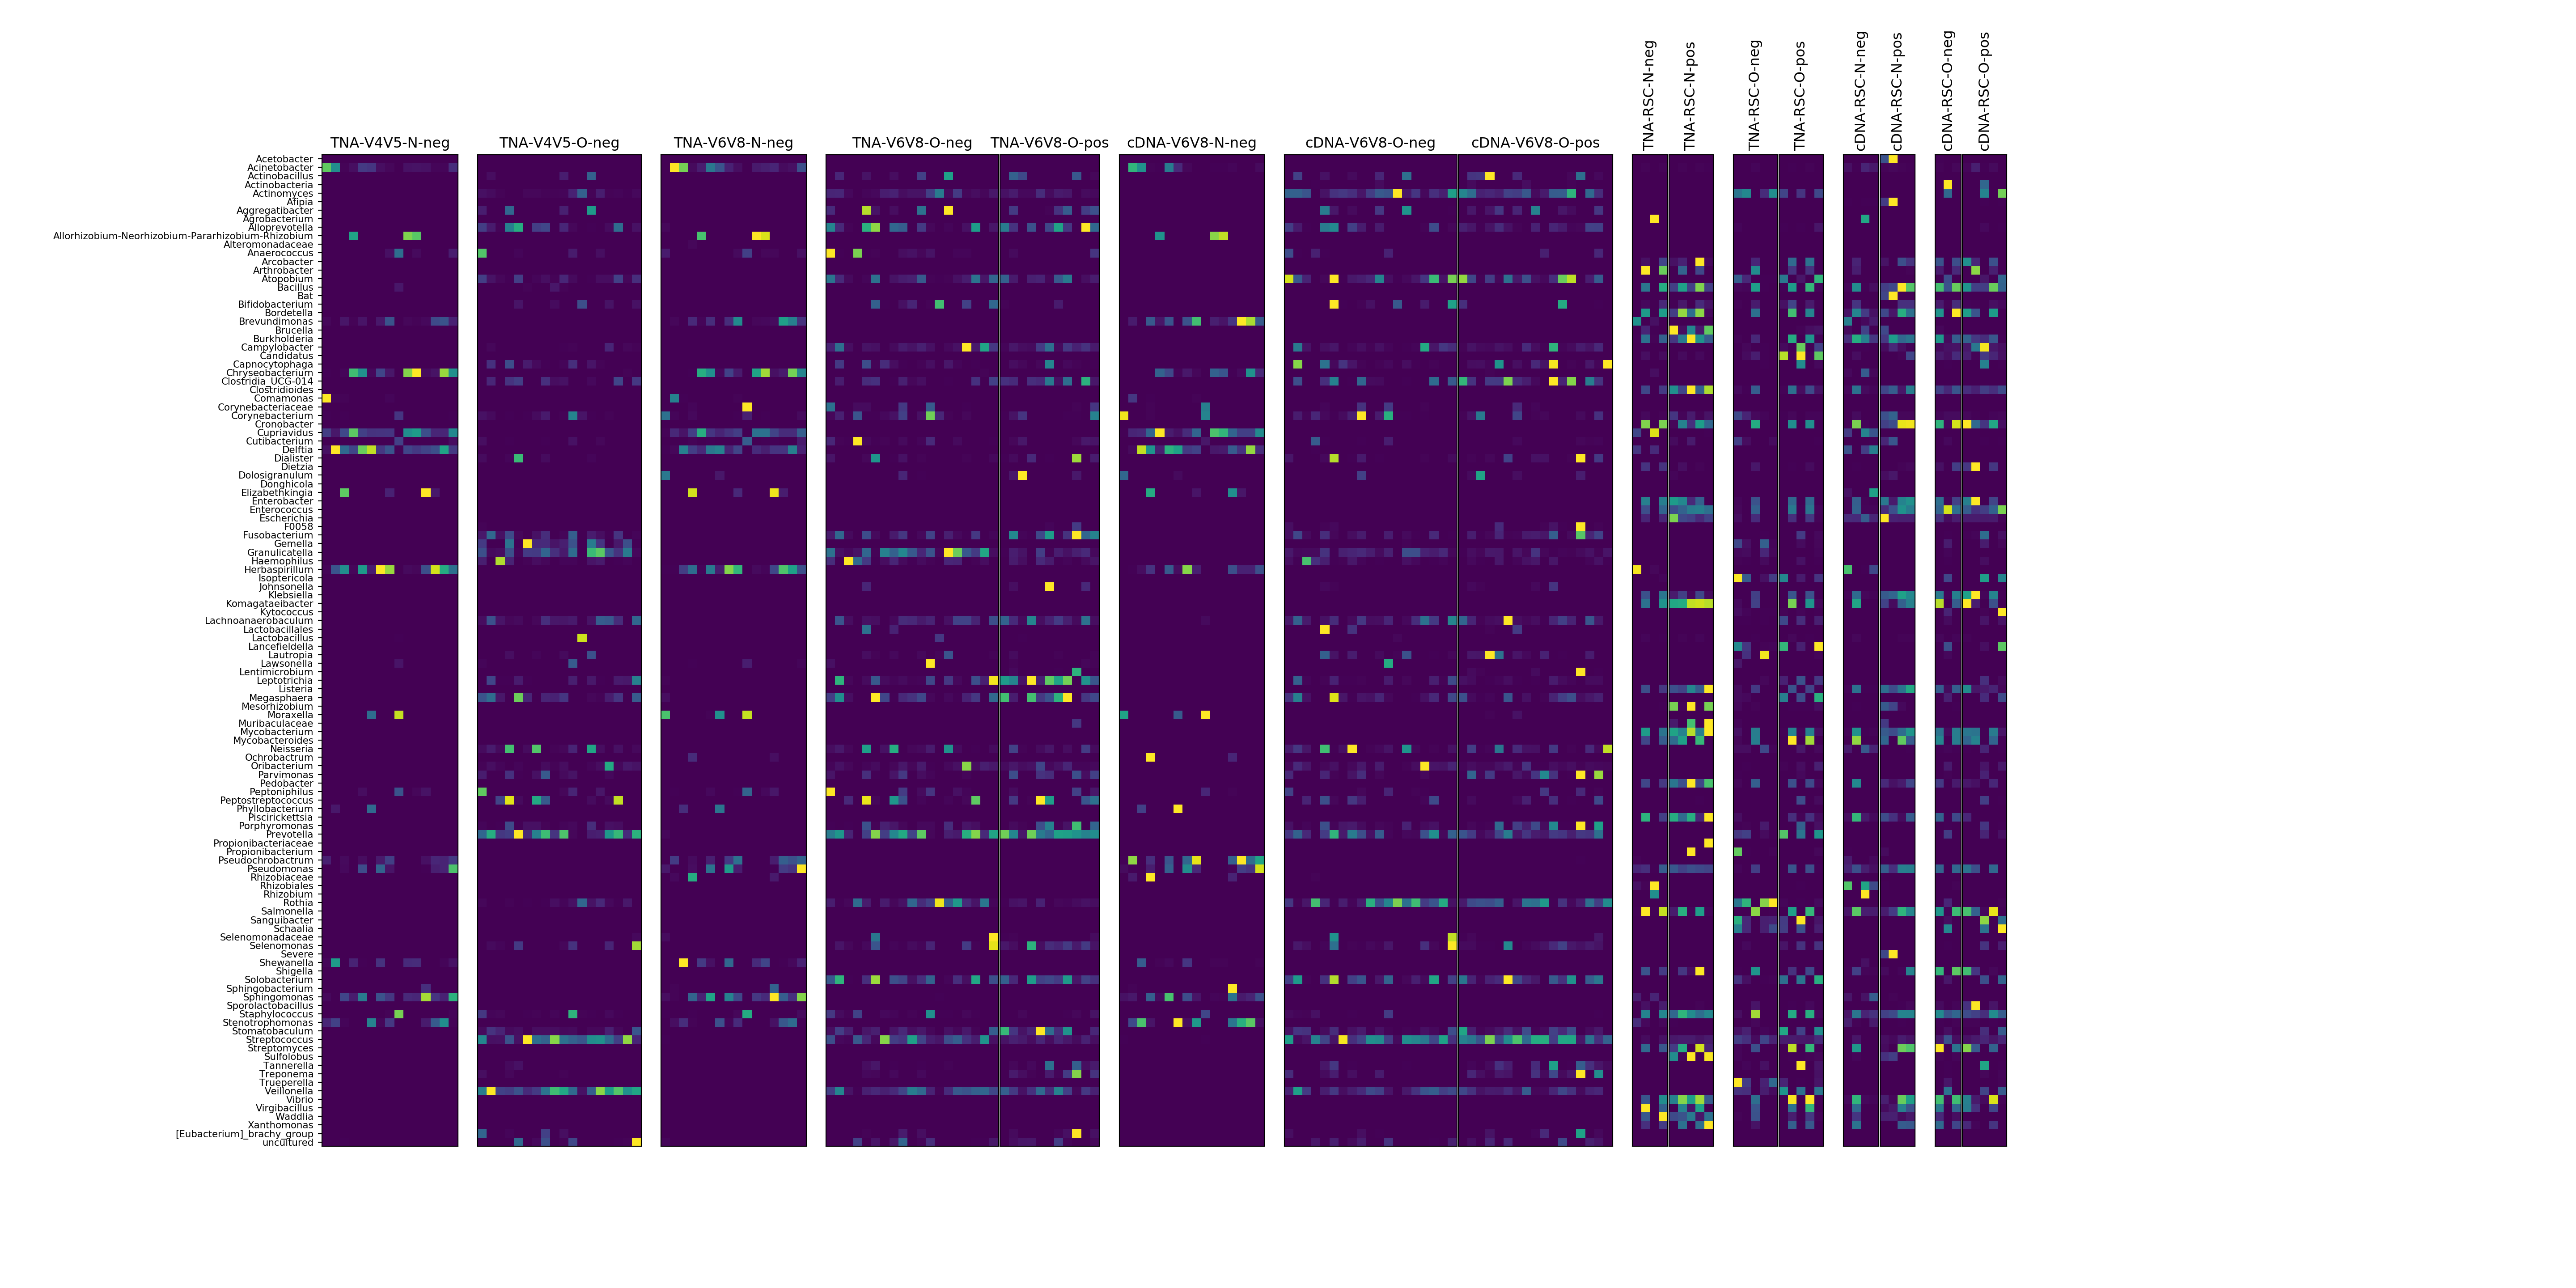 TNA-RSC-N-neg
TNA-RSC-N-pos
TNA-RSC-O-neg
TNA-RSC-O-pos
cDNA-RSC-N-neg
cDNA-RSC-N-pos
cDNA-RSC-O-neg
cDNA-RSC-O-pos
TNA-V4V5-N-neg
TNA-V4V5-O-neg
TNA-V6V8-N-neg
TNA-V6V8-O-neg
TNA-V6V8-O-pos
cDNA-V6V8-N-neg
cDNA-V6V8-O-neg
cDNA-V6V8-O-pos
Acetobacter
Acinetobacter
Actinobacillus
Actinobacteria
Actinomyces
Afipia
Aggregatibacter
Agrobacterium
Alloprevotella
Allorhizobium-Neorhizobium-Pararhizobium-Rhizobium
Alteromonadaceae
Anaerococcus
Arcobacter
Arthrobacter
Atopobium
Bacillus
Bat
Bifidobacterium
Bordetella
Brevundimonas
Brucella
Burkholderia
Campylobacter
Candidatus
Capnocytophaga
Chryseobacterium
Clostridia_UCG-014
Clostridioides
Comamonas
Corynebacteriaceae
Corynebacterium
Cronobacter
Cupriavidus
Cutibacterium
Delftia
Dialister
Dietzia
Dolosigranulum
Donghicola
Elizabethkingia
Enterobacter
Enterococcus
Escherichia
F0058
Fusobacterium
Gemella
Granulicatella
Haemophilus
Herbaspirillum
Isoptericola
Johnsonella
Klebsiella
Komagataeibacter
Kytococcus
Lachnoanaerobaculum
Lactobacillales
Lactobacillus
Lancefieldella
Lautropia
Lawsonella
Lentimicrobium
Leptotrichia
Listeria
Megasphaera
Mesorhizobium
Moraxella
Muribaculaceae
Mycobacterium
Mycobacteroides
Neisseria
Ochrobactrum
Oribacterium
Parvimonas
Pedobacter
Peptoniphilus
Peptostreptococcus
Phyllobacterium
Piscirickettsia
Porphyromonas
Prevotella
Propionibacteriaceae
Propionibacterium
Pseudochrobactrum
Pseudomonas
Rhizobiaceae
Rhizobiales
Rhizobium
Rothia
Salmonella
Sanguibacter
Schaalia
Selenomonadaceae
Selenomonas
Severe
Shewanella
Shigella
Solobacterium
Sphingobacterium
Sphingomonas
Sporolactobacillus
Staphylococcus
Stenotrophomonas
Stomatobaculum
Streptococcus
Streptomyces
Sulfolobus
Tannerella
Treponema
Trueperella
Veillonella
Vibrio
Virgibacillus
Waddlia
Xanthomonas
[Eubacterium]_brachy_group
uncultured